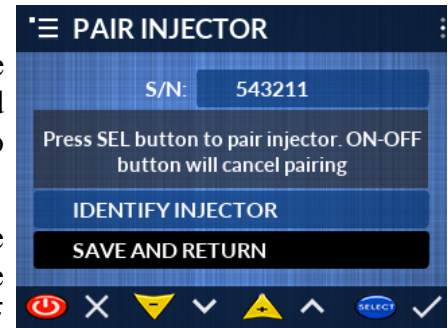 PAIR INJECTOR
S/N: 543211
Press SEL button to pair injector. ON-OFF
button will cancel pairing
IDENTIFY INJECTOR
SAVE AND RETURN
SELECT